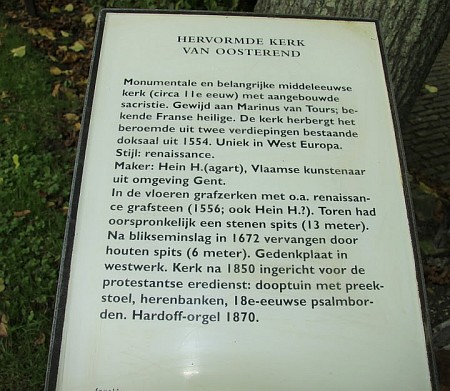 HERVORMDE KERK
VAN OOSTEREND
Monumentale en belangrijke middeleeuwse
kerk (circa 11e eeuw) met aangebouwde
sacristie. Gewijd aan Marinus van Tours; be-
kende Franse heilige. De kerk herbergt het
beroemde uit twee verdiepingen bestaande
doksaal uit 1554. Uniek in West Europa.
Stijl: renaissance.
Maker: Hein H.(agart), Vlaamse kunstenaar
uit omgeving Gent.
In de vloeren grafzerken met o.a. renaissan-
ce grafsteen (1556; ook Hein H.?). Toren had
oorspronkelijk een stenen spits (13 meter).
Na blikseminslag in 1672 vervangen door
houten spits (6 meter). Gedenkplaat in
westwerk. Kerk na 1850 ingericht voor de
protestantse eredienst: dooptuin met preek-
stoel, herenbanken, 18e-eeuwse psalmbor-
den. Hardoff-orgel 1870.